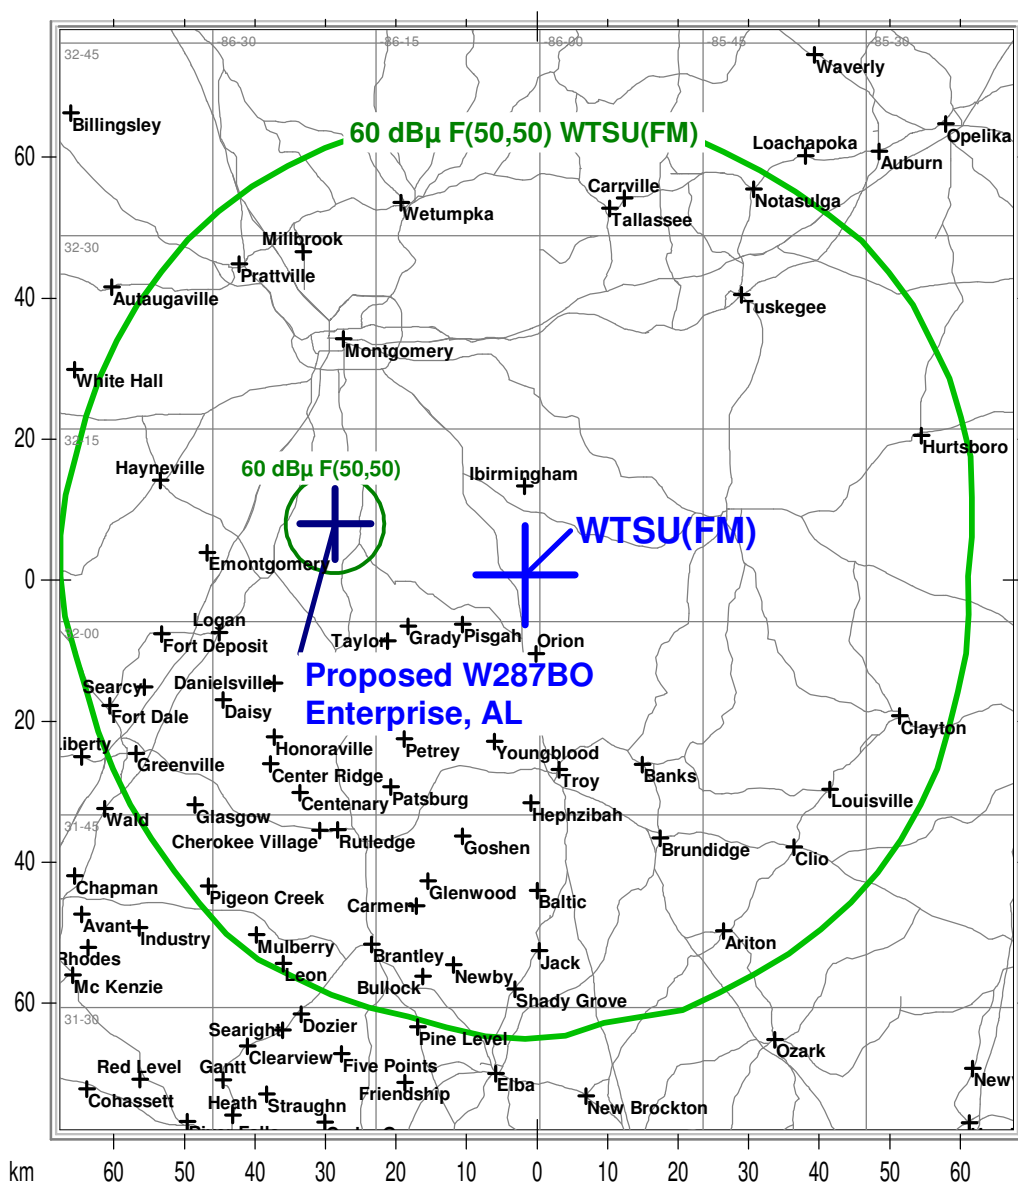 -86-30
-86-15
-86-00
-85-45
-85-30
32-45
Waverly
Billingsley
60 dBµ F(50,50) WTSU(FM)
Opelika
Loachapoka
60
Auburn
Carrville
Notasulga
Wetumpka
Tallassee
32-30
Millbrook
Prattville
40
Autaugaville
Tuskegee
Montgomery
White Hall
20
32-15
Hurtsboro
Hayneville
60 dBµ F(50,50)
Ibirmingham
WTSU(FM)
Emontgomery
0
Logan
2-00
Fort Deposit
Taylor
Grady
Pisgah
Orion
Proposed W287BO
Enterprise, AL
Searcy
Danielsville
Fort Dale
Daisy
20
Clayton
iberty
Greenville
Honoraville
Petrey
Youngblood
Center Ridge
Troy
Banks
Centenary
Patsburg
Louisville
Wald
Glasgow
Hephzibah
31-45
Cherokee Village
Rutledge
Goshen
Brundidge
Clio
40
Chapman
Pigeon Creek
Glenwood
Carmen
Baltic
Avant
Industry
Mulberry
Brantley
Jack
Ariton
Rhodes
Leon
Newby
Mc Kenzie
Bullock
Shady Grove
60
31-30
Searight
Dozier
Pine Level
Clearview
Five Points
Ozark
Red Level
Gantt
Friendship
Elba
New
Cohassett
Heath
Straughn
New Brockton
km
60
50
40
30
20
10
0
10
20
30
40
50
60